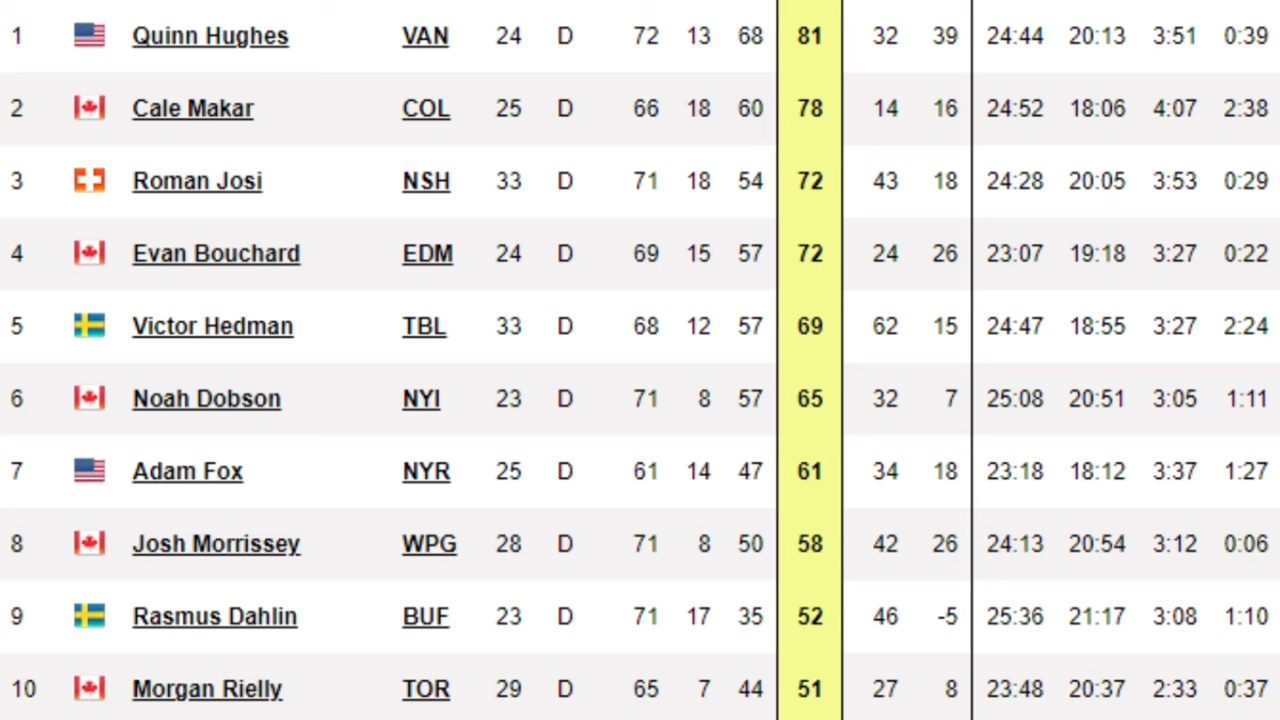 1 Quinn Hughes VAN 24 D 72 13 68 81 32 39 24:44 20:13 3:51 0:39
2 Cale Makar COL 25 D 66 18 60 78 14 16 24:52 18:06 4:07 2:38
3 Roman Josi NSH 33 D 71 18 54 72 43 18 24:28 20:05 3:53 0:29
4 Evan Bouchard EDM 24 D 69 15 57 72 24 26 23:07 19:18 3:27 0:22
5 Victor Hedman TBL 33 D 68 12 57 69 62 15 24:47 18:55 3:27 2:24
6 Noah Dobson NYI 23 D 71 8 57 65 32 7 25:08 20:51 3:05 1:11
7 Adam Fox NYR 25 D 61 14 47 61 34 18 23:18 18:12 3:37 1:27
8 Josh Morrissey WPG 28 D 71 8 50 58 42 26 24:13 20:54 3:12 0:06
9 Rasmus Dahlin BUF 23 D 71 17 35 52 46 -5 25:36 21:17 3:08 1:10
10 Morgan Rielly TOR 29 D 65 7 44 51 27 8 23:48 20:37 2:33 0:37